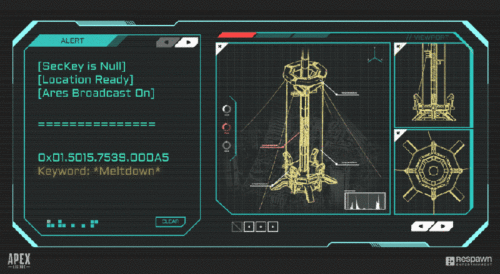 ALERT
// VIEWPORT
[SecKey is Null]
[Location Ready]
[Ares Broadcast On]
===============
0x01.5015.7539.000A5
Keyword: *Meltdown*
CLEAR
APEX
LEGENDS
Respawn
ENTERTAINMENT